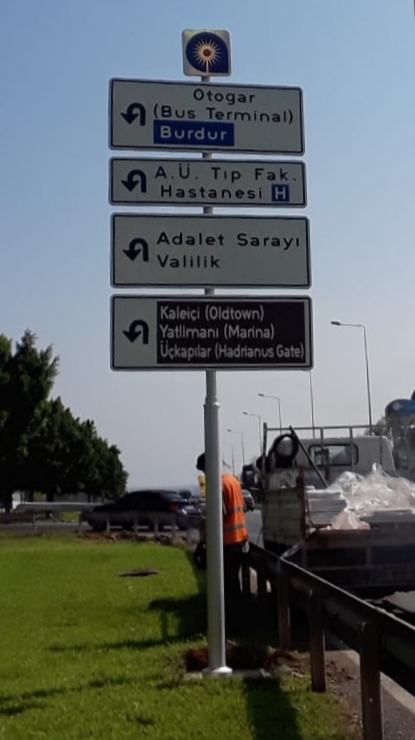 Otogar
(Bus Terminal)
Burdur
A.Ü. Tıp Fak.
Hastanesi H
Adalet Sarayı
Valilik
Kaleiçi (Oldtown)
Yatlimanı (Marina)
Üçkapılar (Hadrianus Gate)